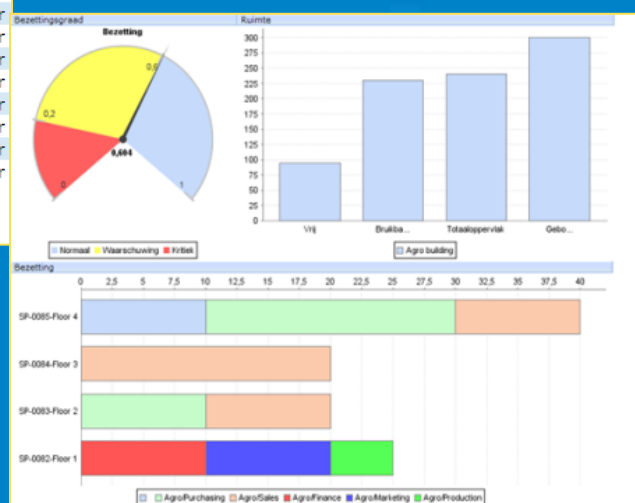 r
r
r
r
r
r
r
r
Bezettingsgraad
Bezetting
0,6
0,2
0,604
0
1
Normaal Waarschuwing Kritiek
Ruimte
300
275
250
225
200
175
150
125
100
75
50
25
0
Vrij Bruikba... Totaaloppervlak Gebo...
Agro building
Bezetting
0 2,5 5 7,5 10 12,5 15 17,5 20 22,5 25 27,5 30 32,5 35 37,5 40
SP-0085-Floor 4
SP-0084-Floor 3
SP-0083-Floor 2
SP-0082-Floor 1
Agro/Purchasing Agro/Sales Agro/Finance Agro/Marketing Agro/Production